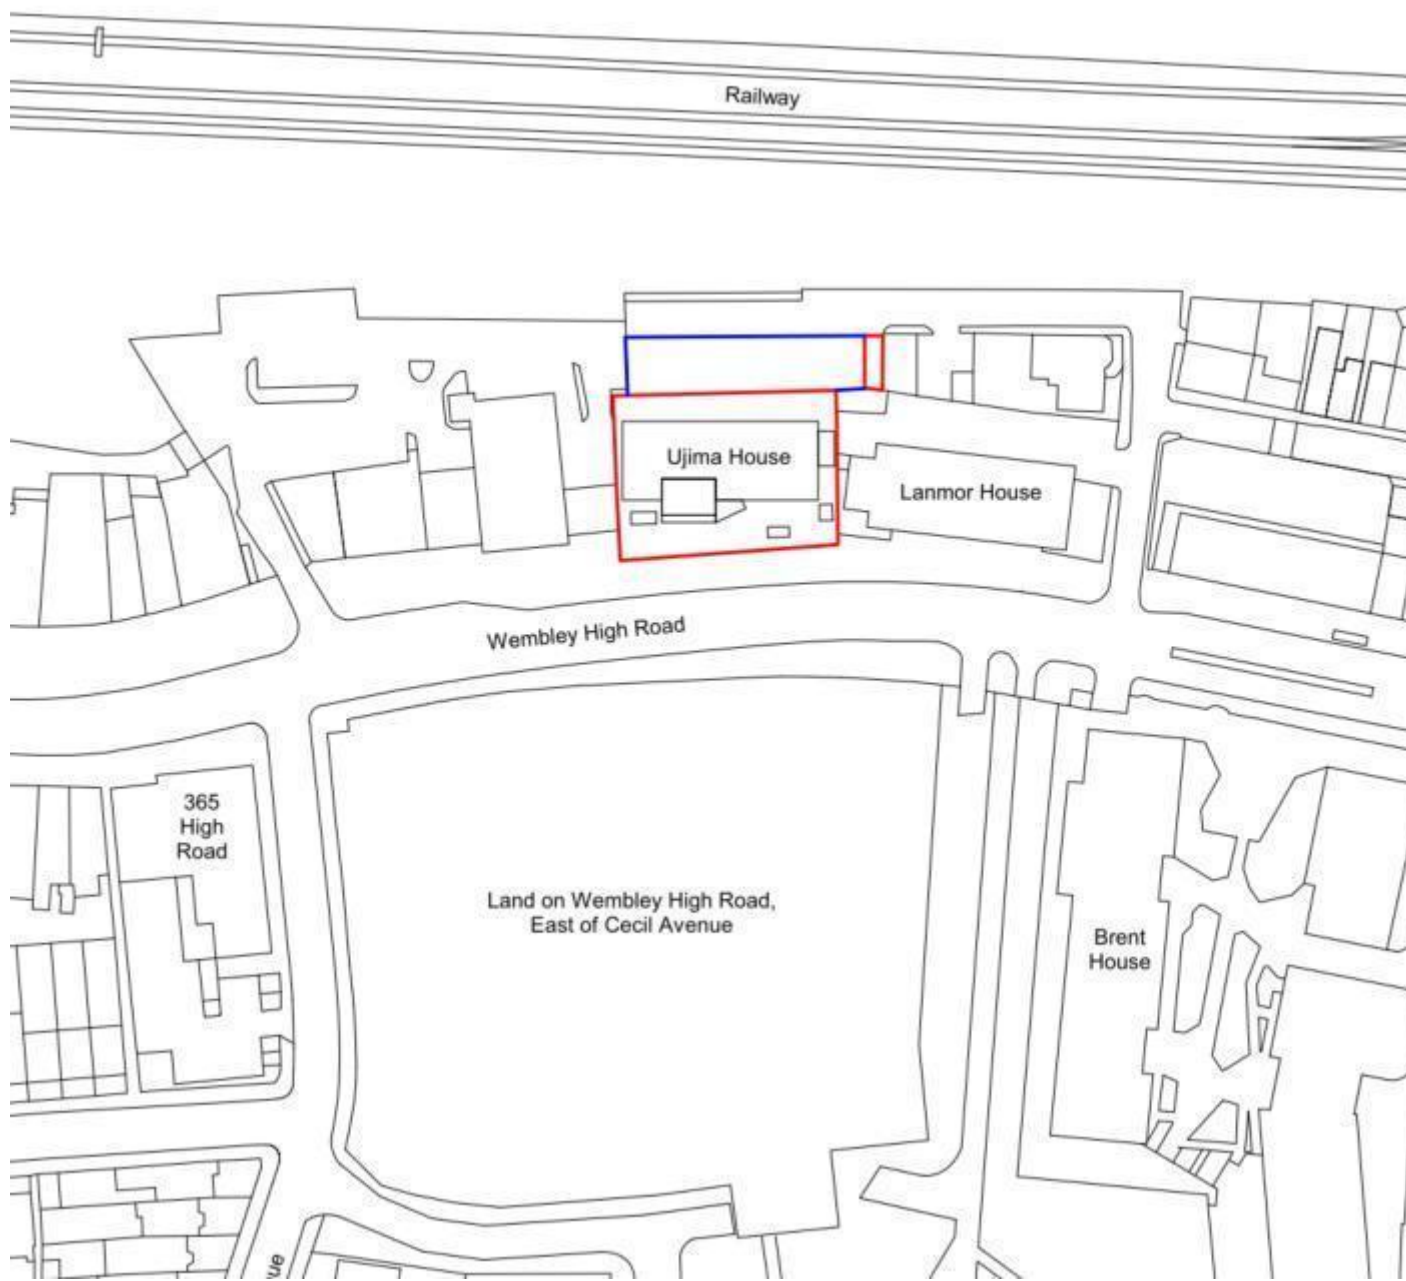 Railway
Ujima House
Lanmor House
Wembley High Road
365
High
Road
Land on Wembley High Road,
East of Cecil Avenue
Brent
House
ue